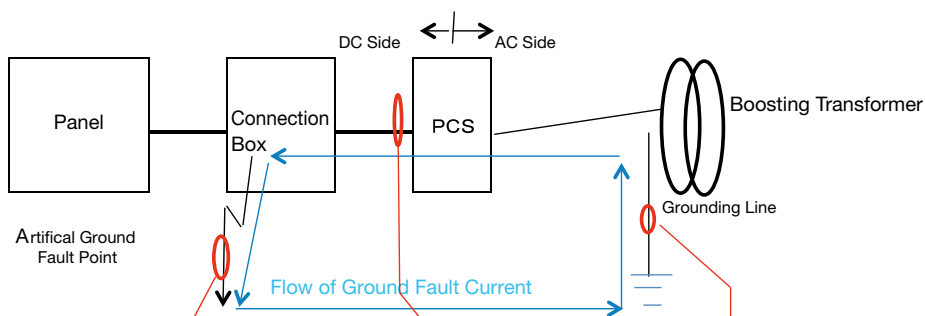 DC Side
AC Side
Panel
Connection
Box
PCS
Boosting Transformer
Grounding Line
Artifical Ground
Fault Point
Flow of Ground Fault Current